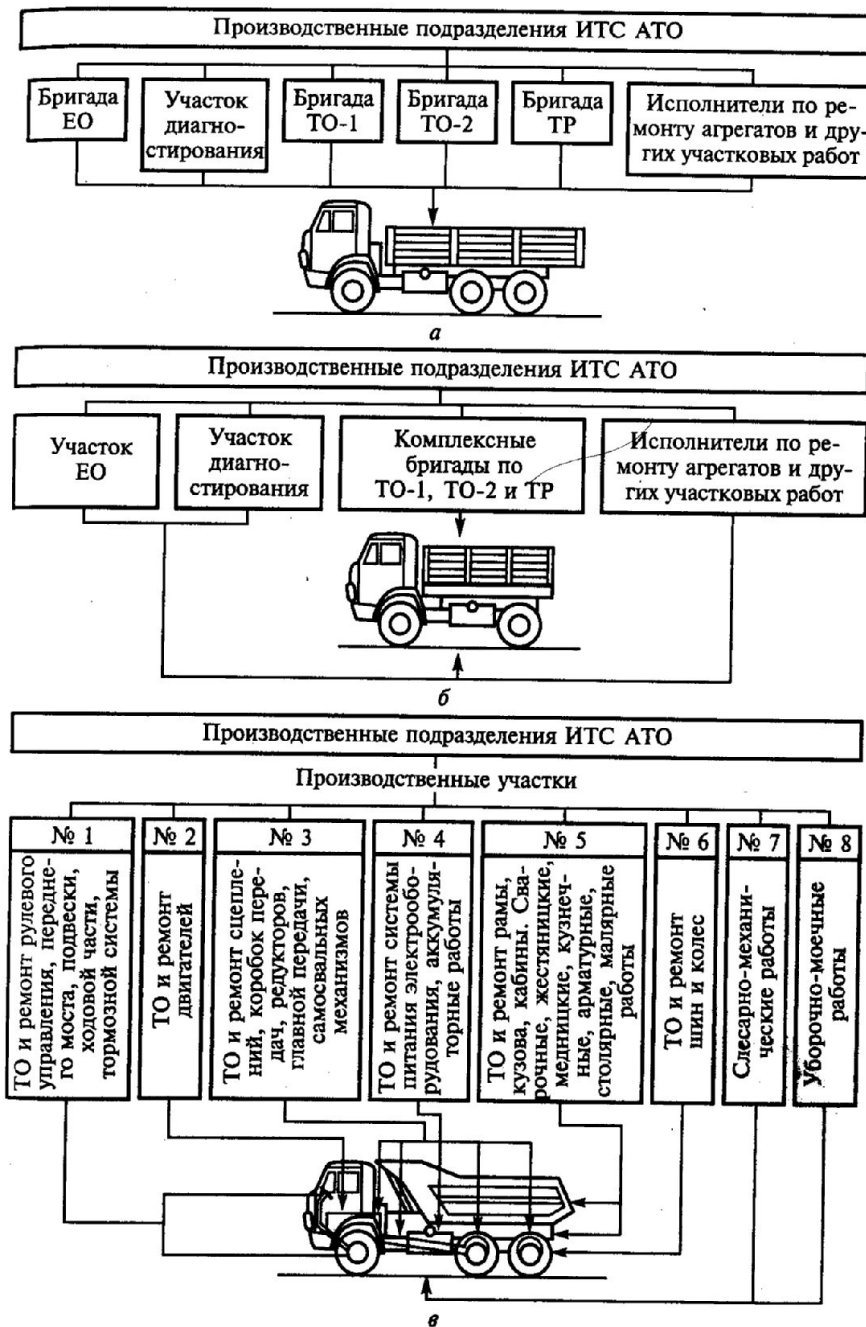 Производственные подразделения ИТС АТО
Бригада
ЕО
Участок
диагно-
стирования
Бригада
ТО-1
Бригада
ТО-2
Бригада
ТР
Исполнители по ре-
монту агрегатов и дру-
гих участковых работ
а
Производственные подразделения ИТС АТО
Участок
ЕО
Участок
диагно-
стирования
Комплексные
бригады по
ТО-1, ТО-2 и ТР
Исполнители по ре-
монту агрегатов и дру-
гих участковых работ
б
Производственные подразделения ИТС АТО
Производственные участки
№ 1
ТО и ремонт рулевого
управления, передне-
го моста, подвески,
ходовой части,
тормозной системы
№ 2
ТО и ремонт
двигателей
№ 3
ТО и ремонт сцепле-
ний, коробок пере-
дач, редукторов,
главной передачи,
самосвальных
механизмов
№ 4
ТО и ремонт системы
питания электрообо-
рудования, аккумуля-
торные работы
№ 5
ТО и ремонт рамы,
кузова, кабины. Сва-
рочные, жестяницкие,
медницкие, кузнеч-
ные, арматурные,
столярные, малярные
работы
№ 6
ТО и ремонт
шин и колес
№ 7
Слесарно-механи-
ческие работы
№ 8
Уборочно-моечные
работы
в